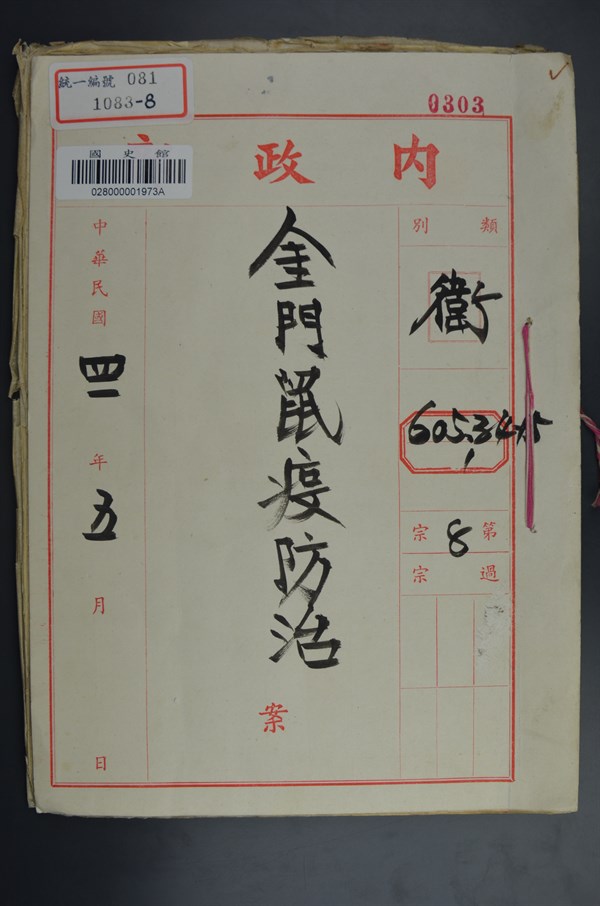 統一編號 081
1083-8
0303
國史館
028000001973A
內政
類別
衛
1
第8宗
過宗
金門鼠疫防治案
中華民國四一年五月日